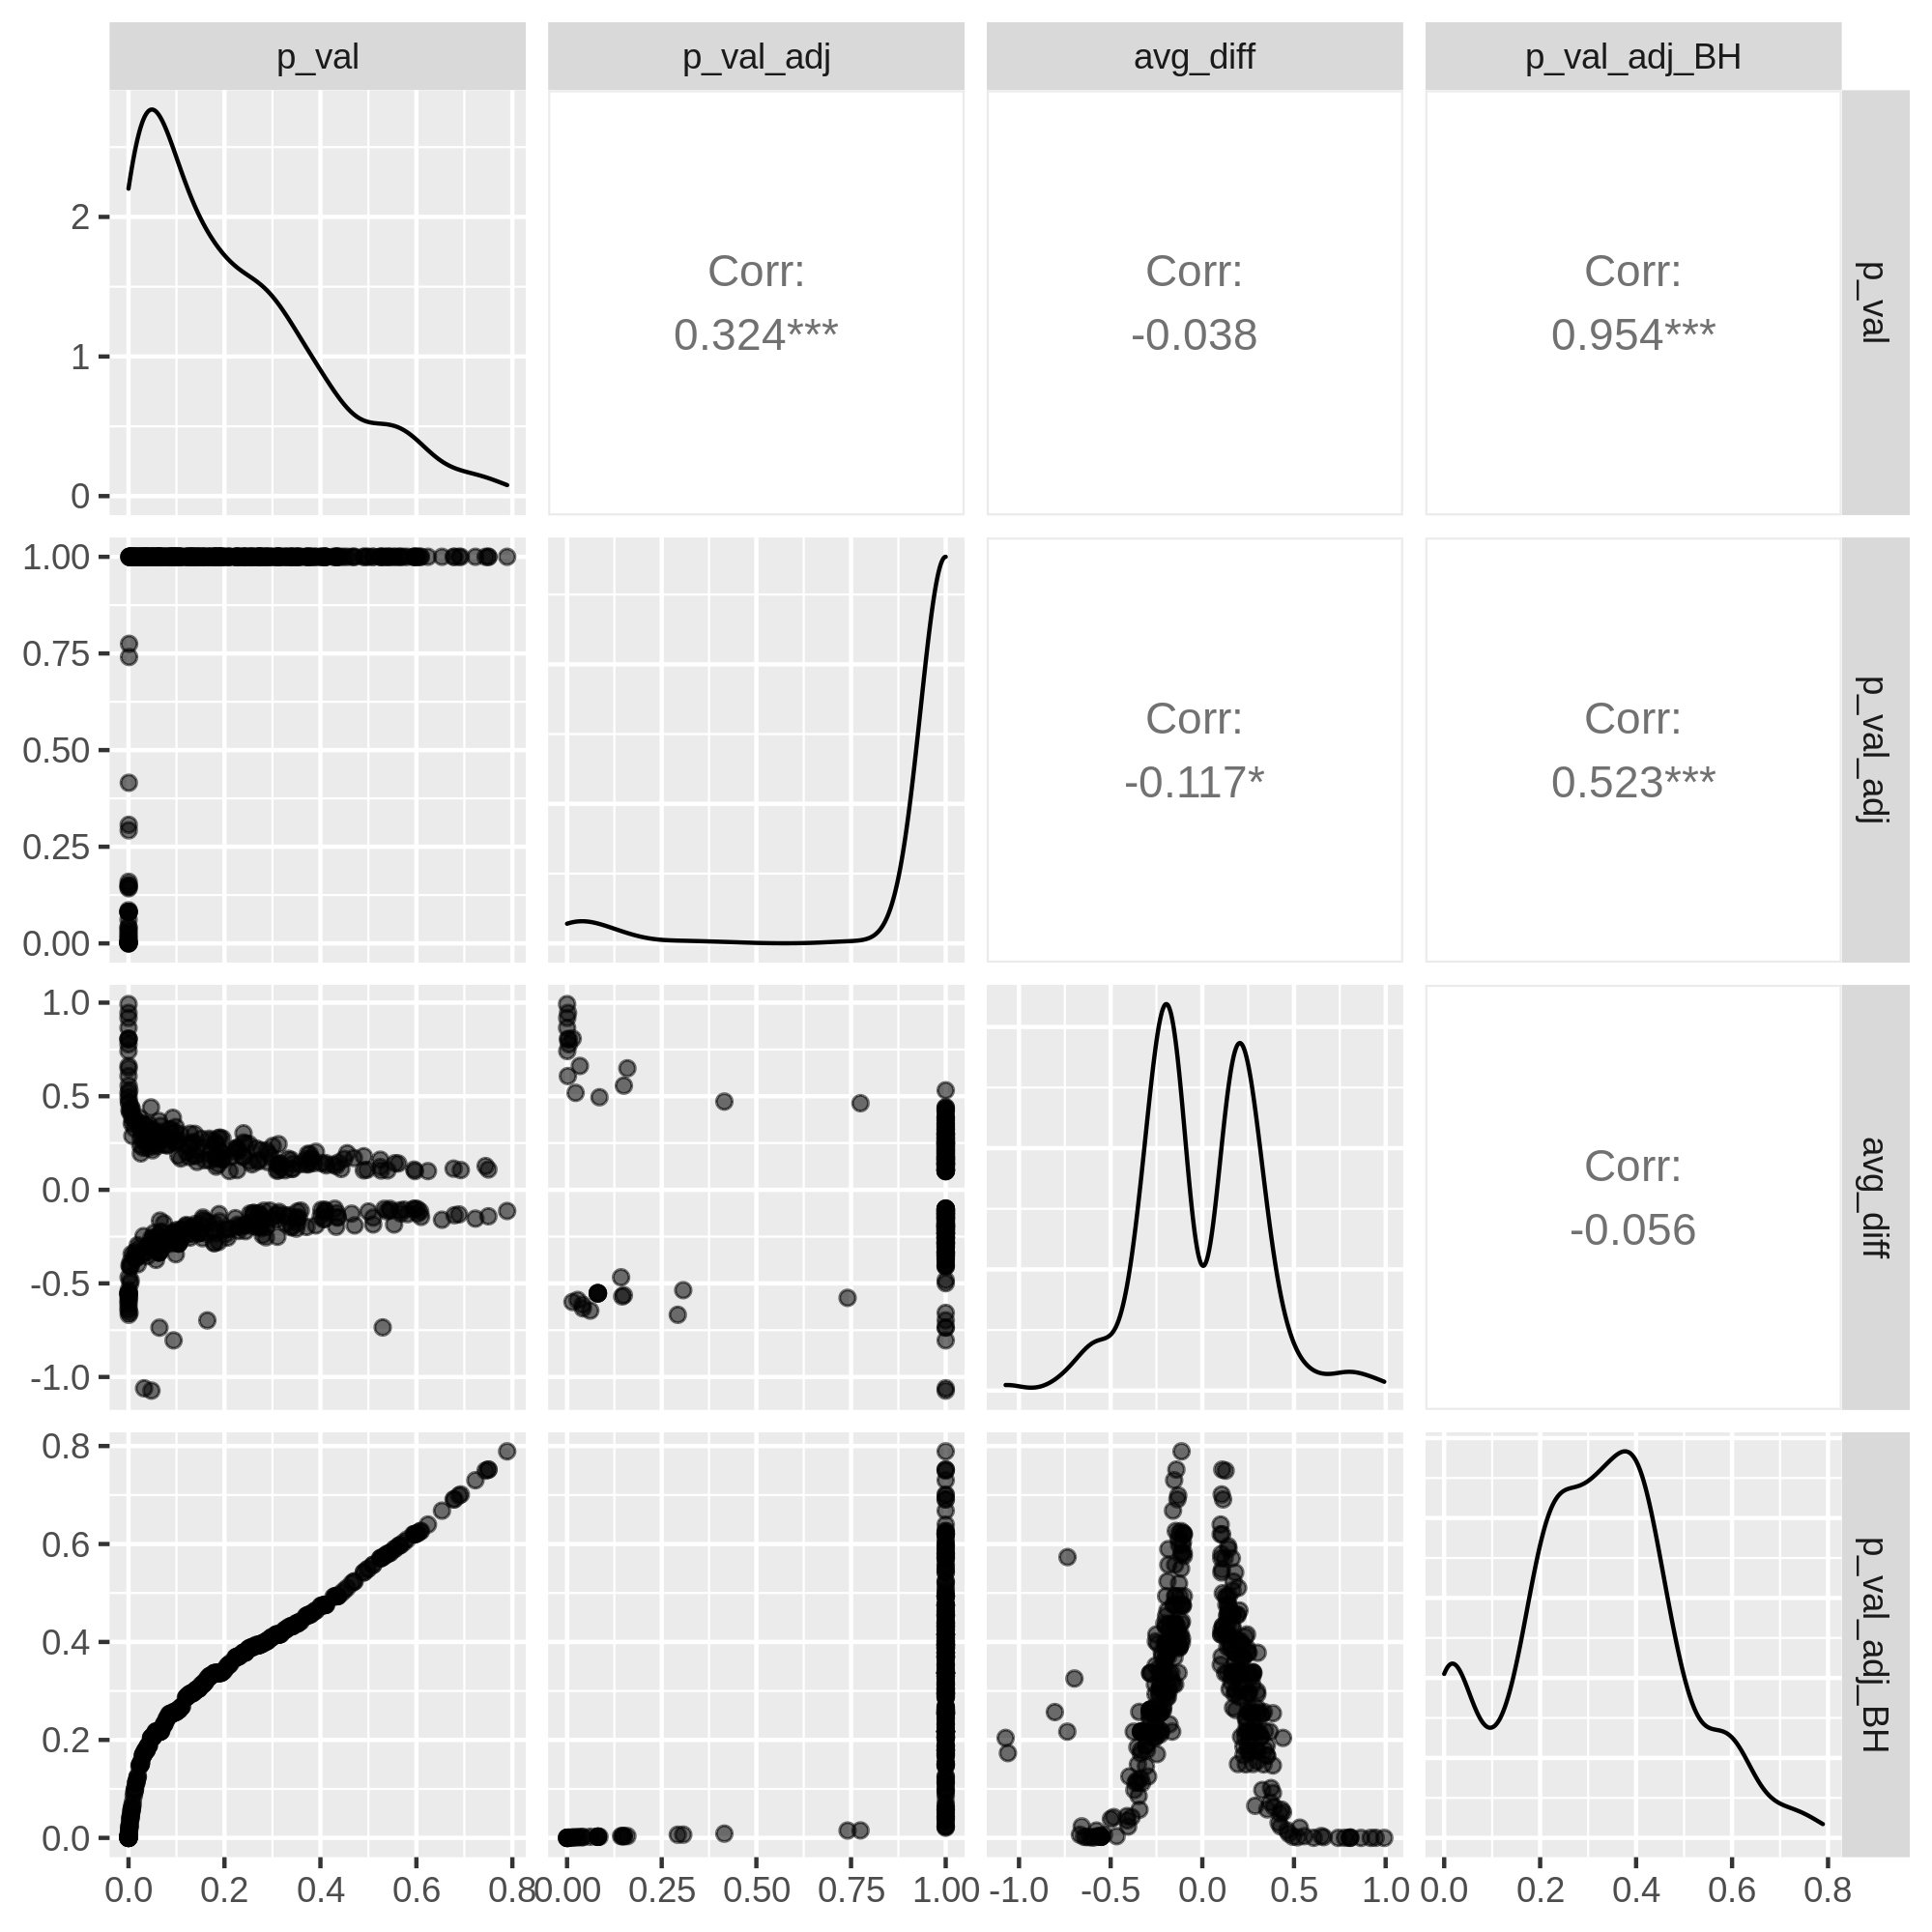 p_val
p_val_adj
avg_diff
p_val_adj_BH
2
1
0
Corr:
0.324***
Corr:
-0.038
Corr:
0.954***
p_val
1.00
0.75
0.50
0.25
0.00
Corr:
-0.117*
Corr:
0.523***
p_val_adj
1.0
0.5
0.0
-0.5
-1.0
Corr:
-0.056
avg_diff
0.8
0.6
0.4
0.2
0.0
p_val_adj_BH
0.0 0.2 0.4 0.6 0.8
0.00 0.25 0.50 0.75 1.00
-1.0 -0.5 0.0 0.5 1.0
0.0 0.2 0.4 0.6 0.8